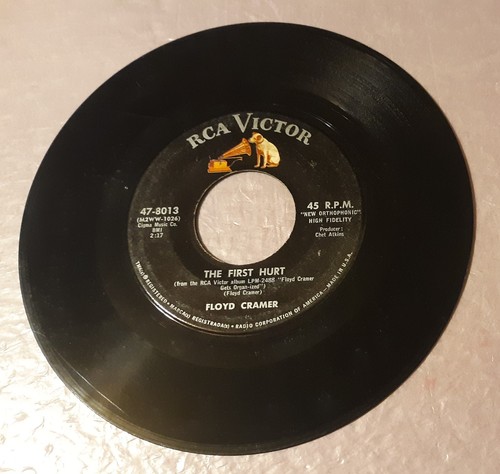 RCA VICTOR
47-8013
(M2WW-1026)
Cigma Music Co.
BMI
2:17
45 R.P.M.
"NEW ORTHOPHONIC"
HIGH FIDELITY
Producer:
Chet Atkins
THE FIRST HURT
(from the RCA Victor album LPM-2488 "Floyd Cramer
Gets Organ-ized")
(Floyd Cramer)
FLOYD CRAMER
TMK(s) ® REGISTERED • MARCA(s) REGISTRADA(s) • RADIO CORPORATION OF AMERICA—MADE IN U.S.A.